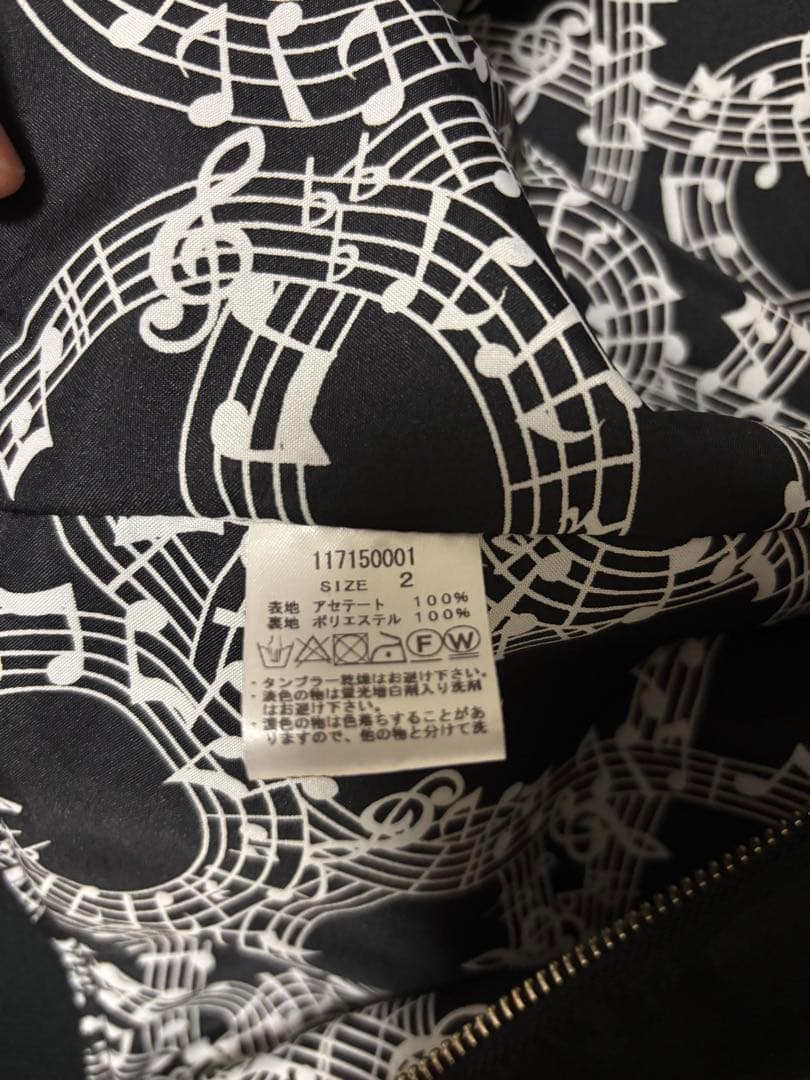 117150001
SIZE 2
表地 アセテート 100%
裏地 ポリエステル 100%
F W
・タンブラー乾燥はお避け下さい。
・淡色の物は蛍光増白剤入り洗剤
はお避け下さい。
・濃色の物は色落ちすることがあ
りますので、他の物と分けて洗